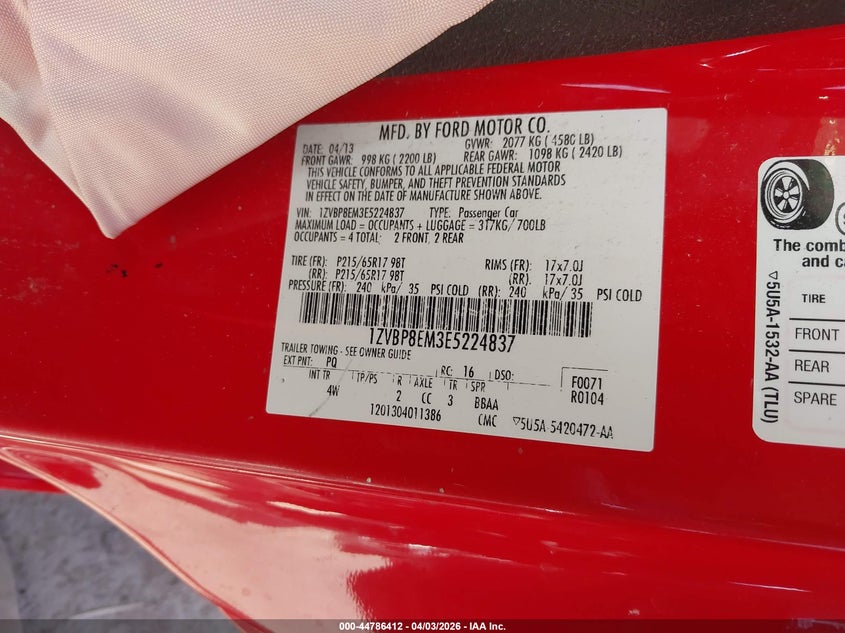 MFD. BY FORD MOTOR CO.
DATE: 04/13 GVWR: 2077 KG ( 4580 LB)
FRONT GAWR: 998 KG ( 2200 LB) REAR GAWR: 1098 KG ( 2420 LB)
THIS VEHICLE CONFORMS TO ALL APPLICABLE FEDERAL MOTOR
VEHICLE SAFETY, BUMPER, AND THEFT PREVENTION STANDARDS
IN EFFECT ON THE DATE OF MANUFACTURE SHOWN ABOVE.
VIN: 1ZVBP8EM3E5224837 TYPE: Passenger Car
MAXIMUM LOAD = OCCUPANTS + LUGGAGE = 317KG/ 700LB
OCCUPANTS = 4 TOTAL: 2 FRONT, 2 REAR
TIRE (FR): P215/65R17 98T RIMS (FR): 17x7.0J
(RR): P215/65R17 98T (RR): 17x7.0J
PRESSURE (FR): 240 kPa/ 35 PSI COLD (RR): 240 kPa/ 35 PSI COLD
1ZVBP8EM3E5224837
TRAILER TOWING - SEE OWNER GUIDE
EXT PNT: PQ RC: 16 DSO:
F0071
R0104
INT TR TP/PS R AXLE TR SPR
4W 2 CC 3 BBAA
1201304011386 CMC ▽5U5A-5420472-AA
The comb
and ca
TIRE
FRONT
REAR
SPARE
▽5U5A-1532-AA (TLU)
000-44786412 - 04/03/2026 - IAA Inc.